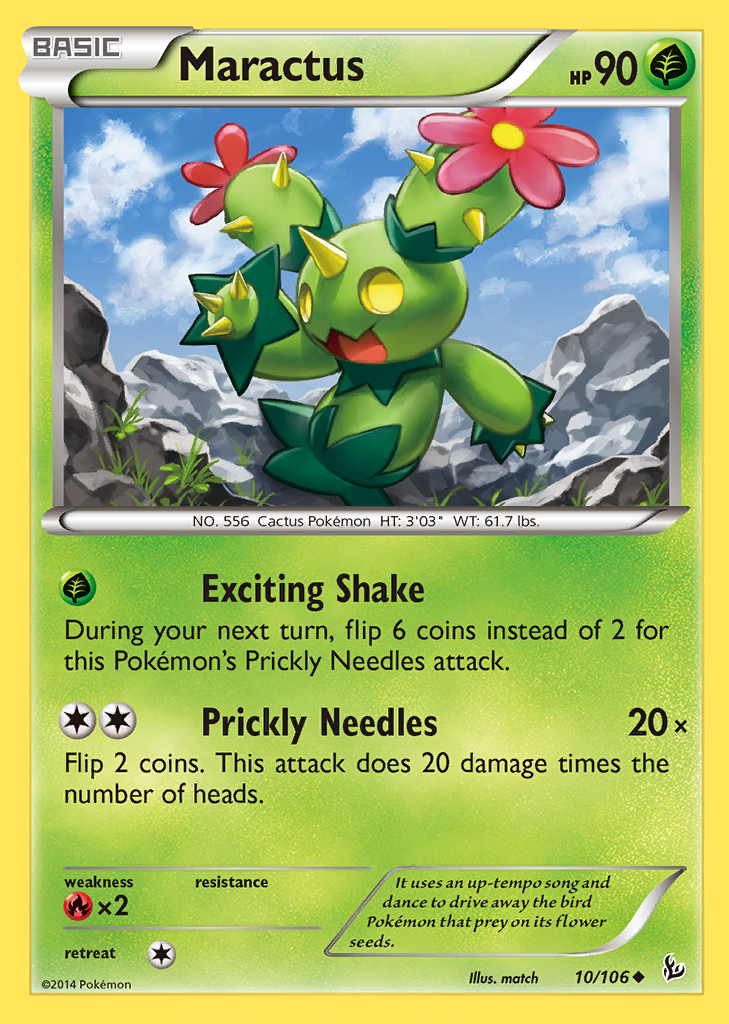 BASIC
Maractus
HP 90
NO. 556 Cactus Pokémon HT: 3'03" WT: 61.7 lbs.
Exciting Shake
During your next turn, flip 6 coins instead of 2 for
this Pokémon's Prickly Needles attack.
Prickly Needles 20×
Flip 2 coins. This attack does 20 damage times the
number of heads.
weakness resistance
×2
It uses an up-tempo song and
dance to drive away the bird
Pokémon that prey on its flower
seeds.
retreat
©2014 Pokémon
Illus. match 10/106